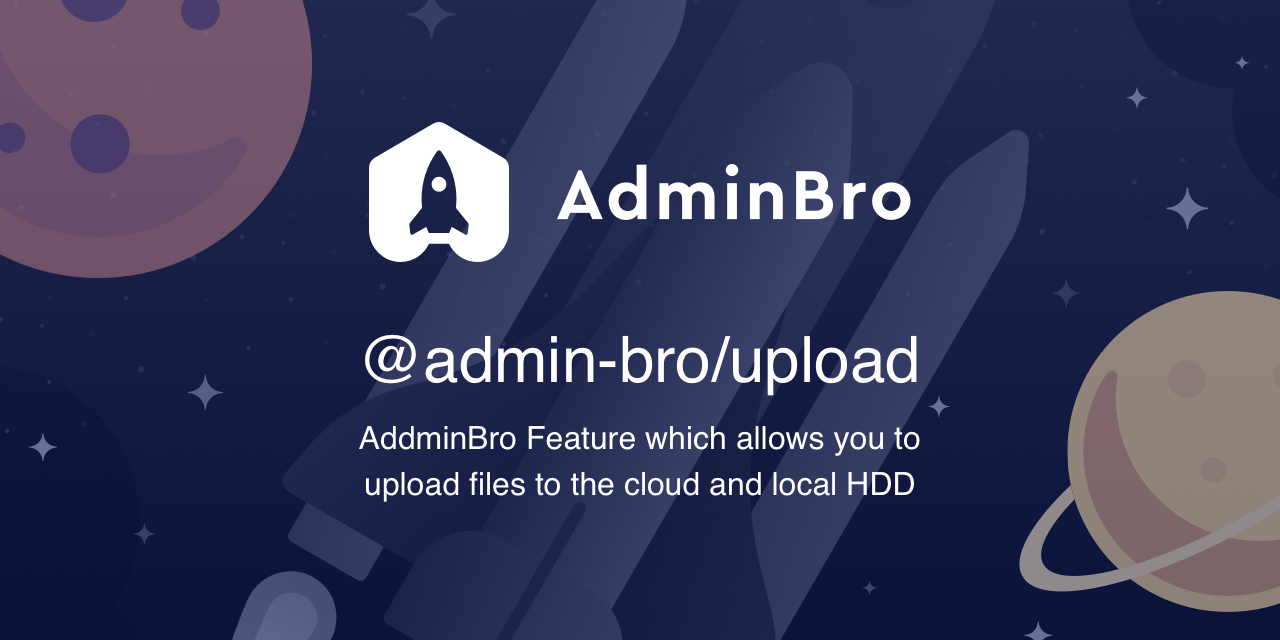 AdminBro
@admin-bro/upload
AddminBro Feature which allows you to
upload files to the cloud and local HDD